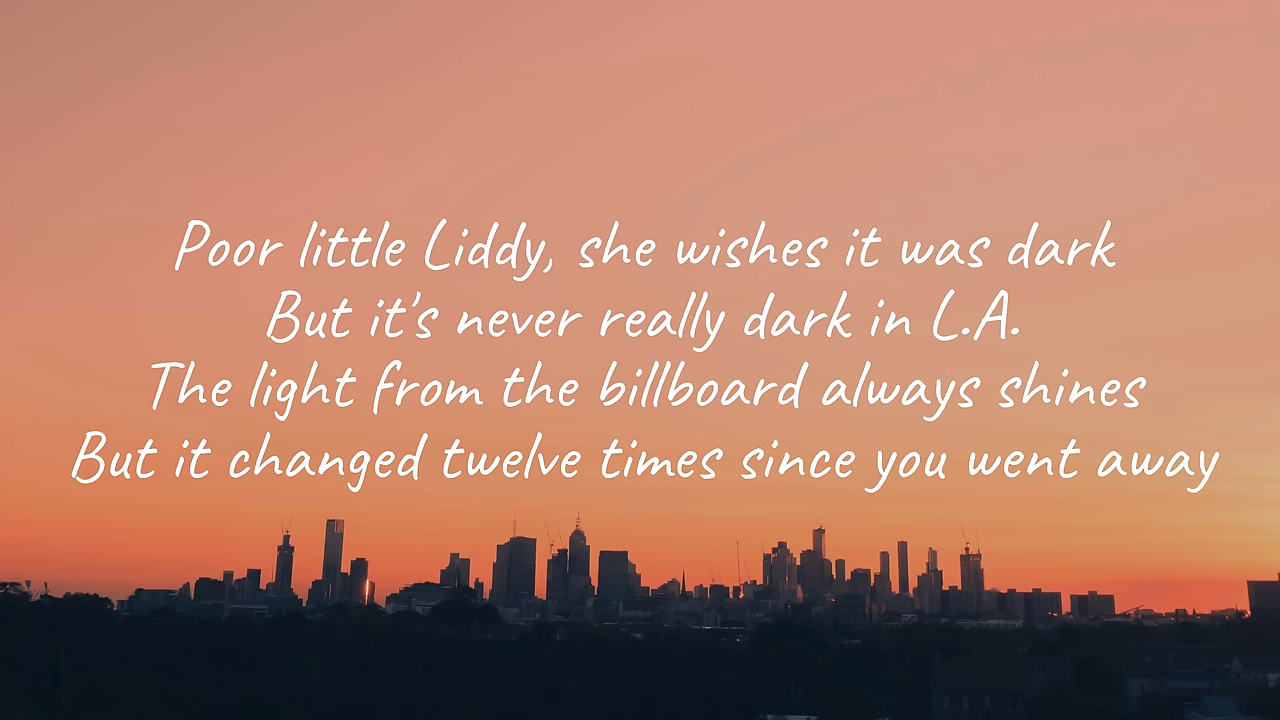 Poor little Liddy, she wishes it was dark
But it's never really dark in L.A.
The light from the billboard always shines
But it changed twelve times since you went away